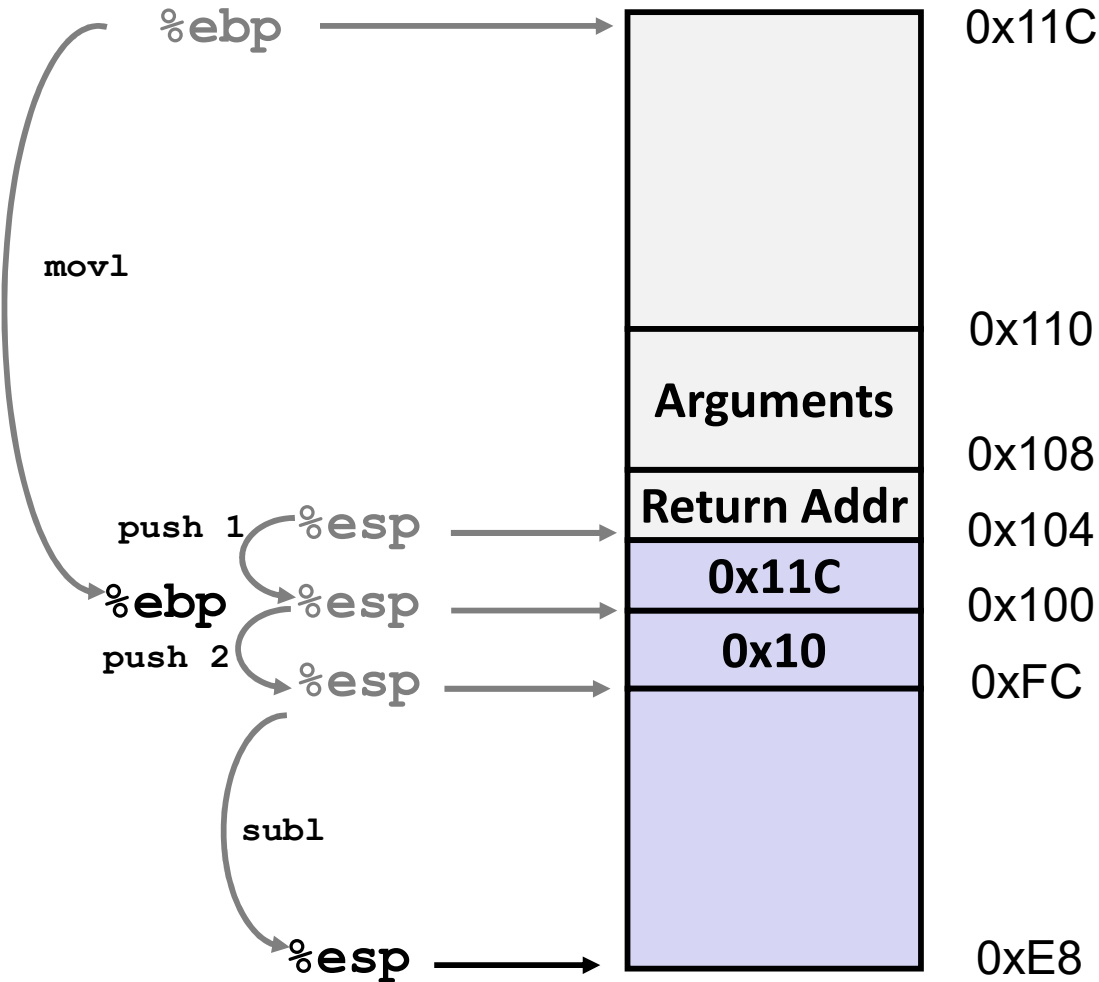 %ebp
0x11C
movl
0x110
Arguments
0x108
Return Addr
push 1
%esp
0x104
0x11C
%ebp
%esp
0x100
push 2
0x10
%esp
0xFC
subl
%esp
0xE8